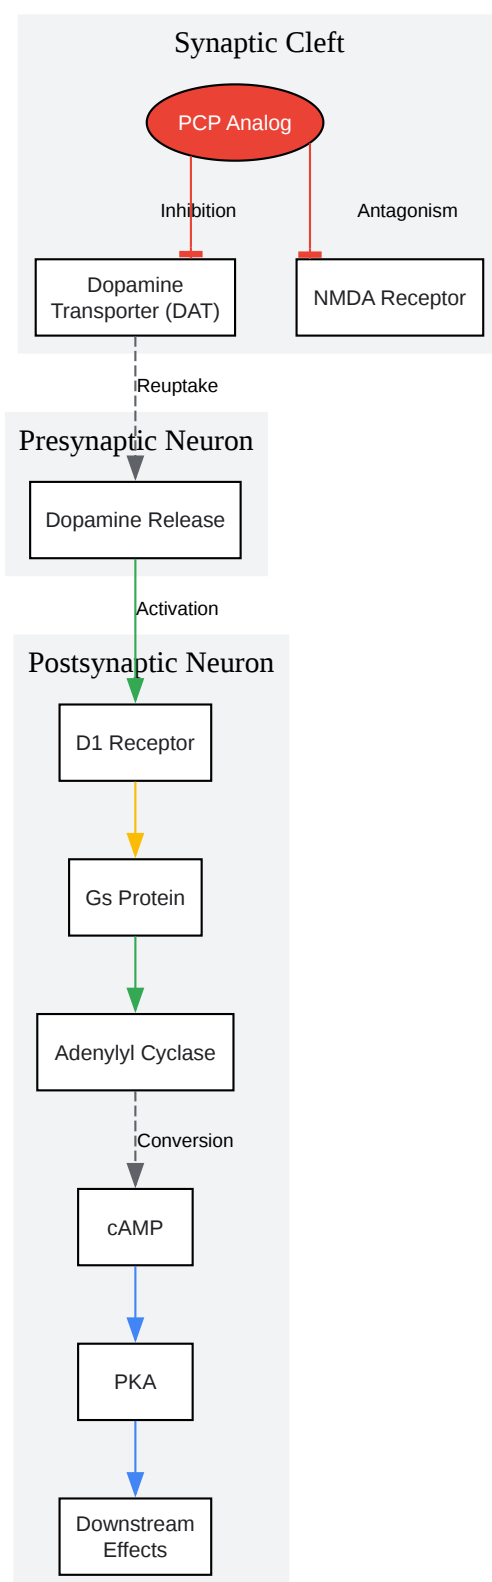 Synaptic Cleft
PCP Analog
Inhibition
Antagonism
Dopamine
Transporter (DAT)
NMDA Receptor
Reuptake
Presynaptic Neuron
Dopamine Release
Activation
Postsynaptic Neuron
D1 Receptor
Gs Protein
Adenylyl Cyclase
Conversion
cAMP
PKA
Downstream
Effects